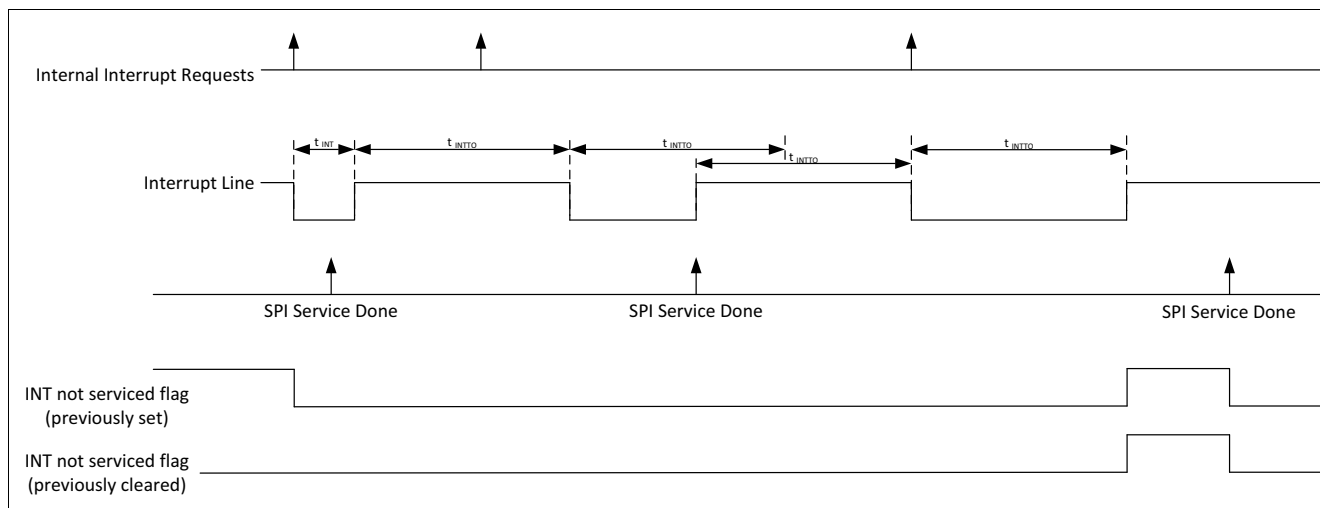 Internal Interrupt Requests
t INT
t INTTO
t INTTO
t INTTO
t INTTO
Interrupt Line
SPI Service Done
SPI Service Done
SPI Service Done
INT not serviced flag
(previously set)
INT not serviced flag
(previously cleared)